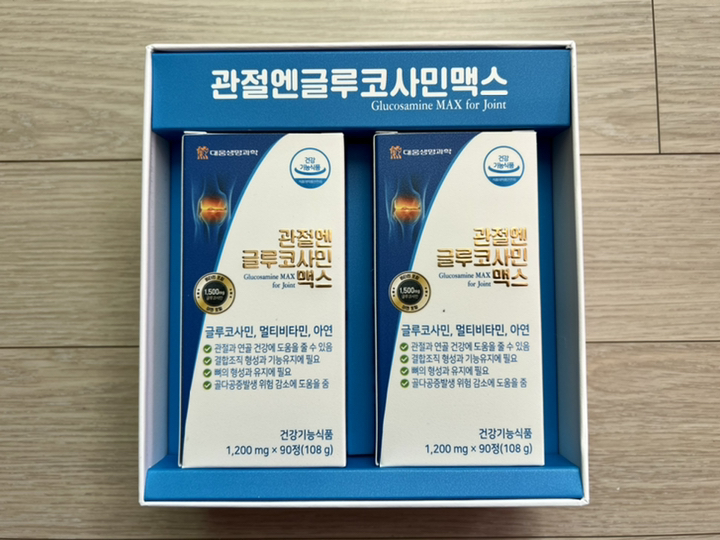 관절엔글루코사민맥스
Glucosamine MAX for Joint
대웅생명과학
건강
기능식품
관절엔
글루코사민
Glucosamine MAX
for Joint
맥스
1,500mg
글루코사민
글루코사민, 멀티비타민, 아연
관절과 연골 건강에 도움을 줄 수 있음
결합조직 형성과 기능유지에 필요
뼈의 형성과 유지에 필요
골다공증발생 위험 감소에 도움을 줌
건강기능식품
1,200 mg × 90정(108 g)
대웅생명과학
건강
기능식품
관절엔
글루코사민
Glucosamine MAX
for Joint
맥스
1,500mg
글루코사민
글루코사민, 멀티비타민, 아연
관절과 연골 건강에 도움을 줄 수 있음
결합조직 형성과 기능유지에 필요
뼈의 형성과 유지에 필요
골다공증발생 위험 감소에 도움을 줌
건강기능식품
1,200 mg × 90정(108 g)